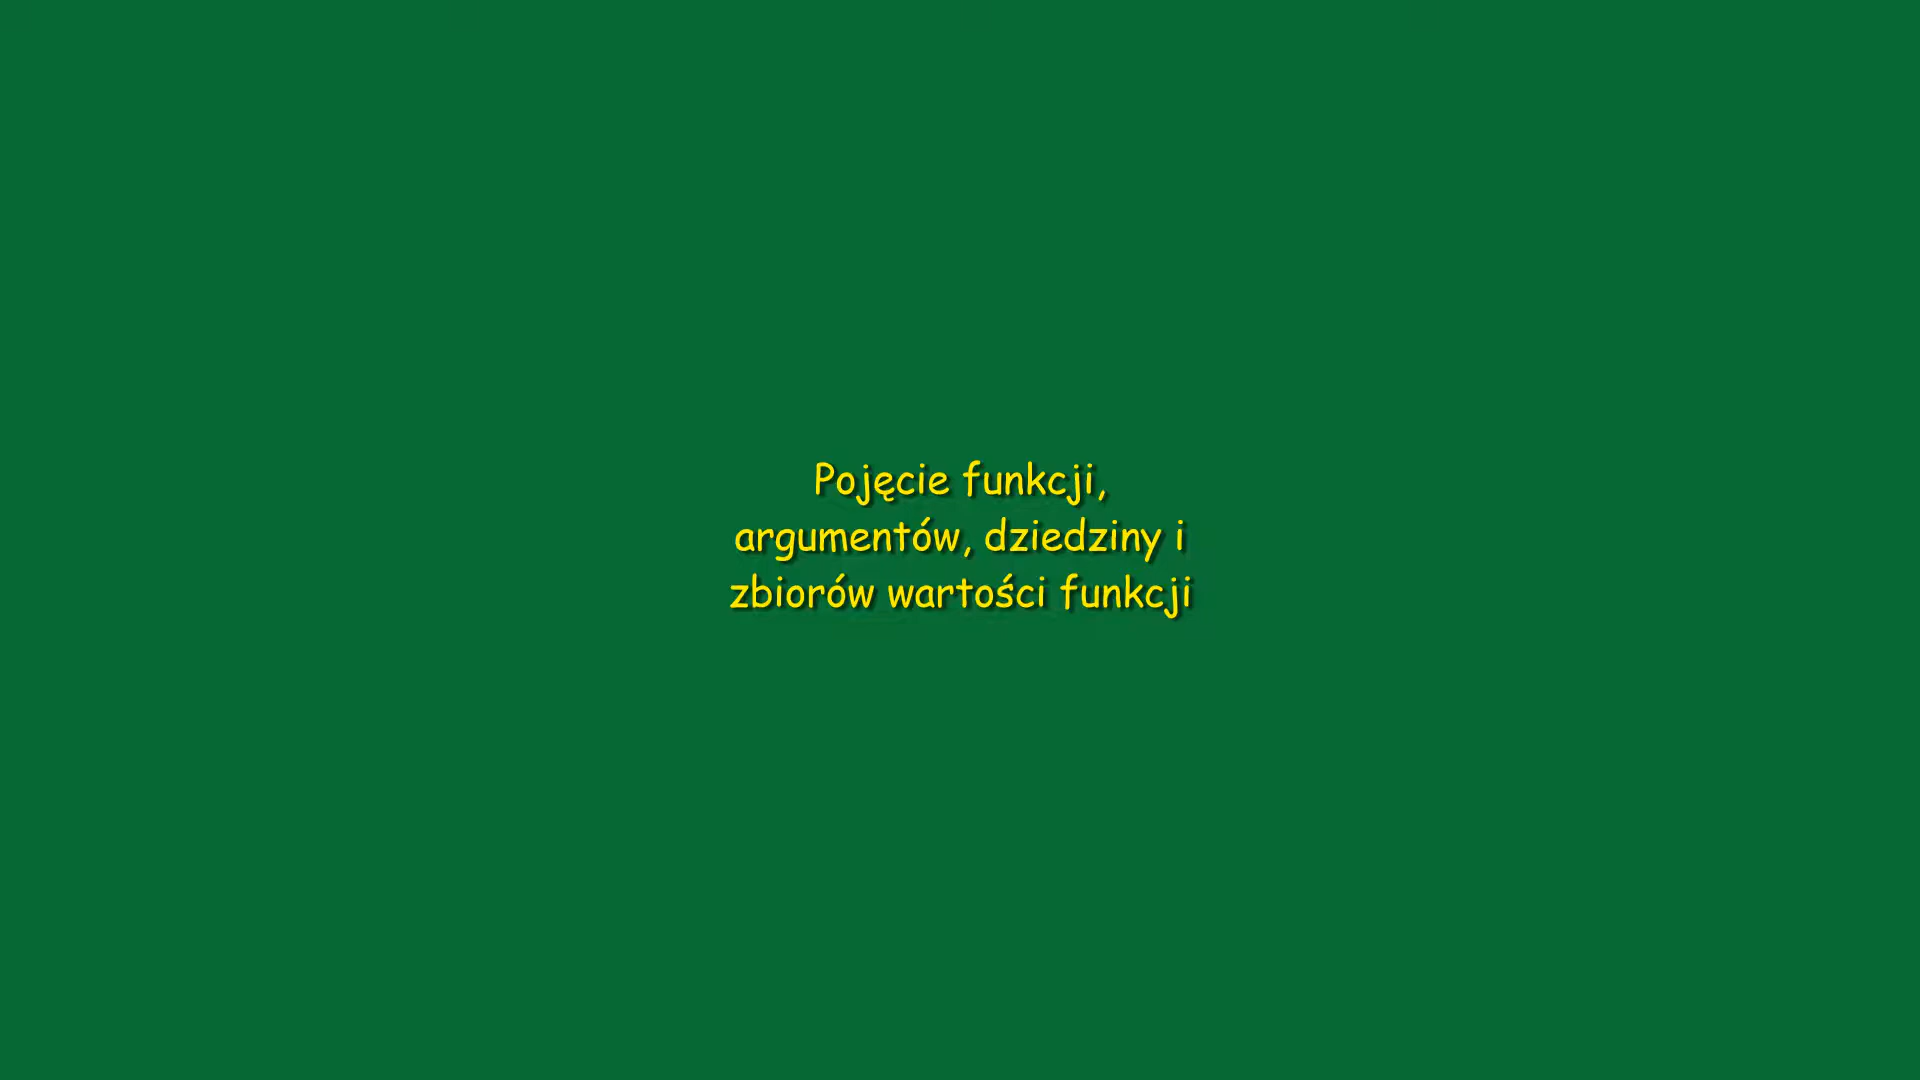 Pojęcie funkcji,
argumentów, dziedziny i
zbiorów wartości funkcji